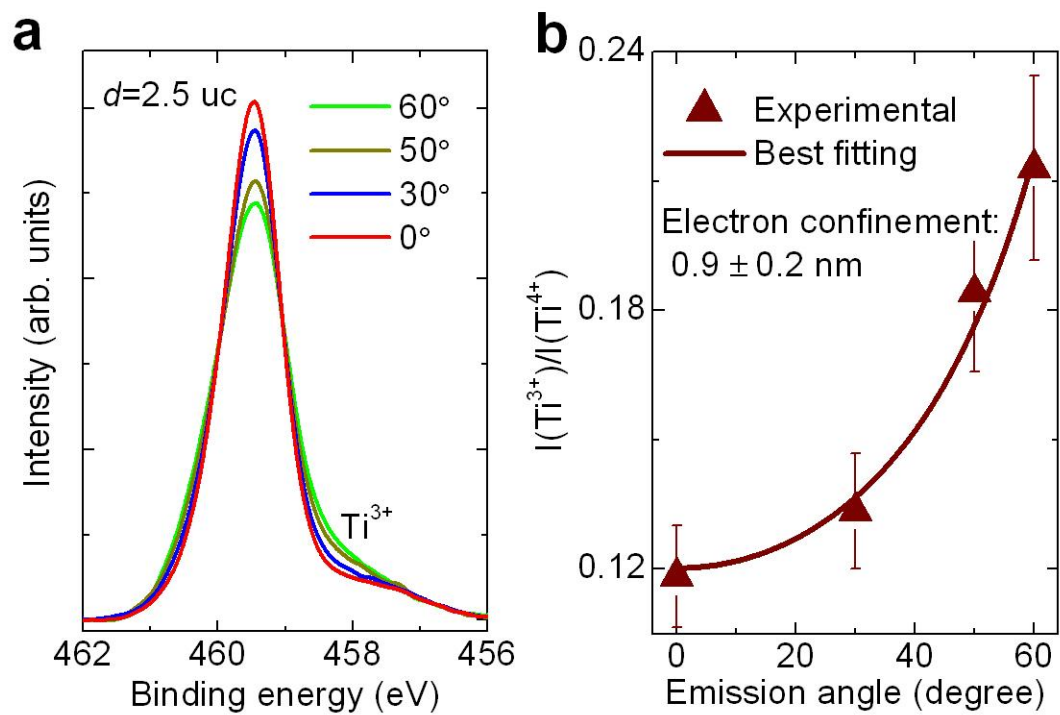 a
d=2.5 uc
60°
50°
30°
0°
Ti³⁺
Intensity (arb. units)
462 460 458 456
Binding energy (eV)
b
0.24
0.18
0.12
Experimental
Best fitting
Electron confinement:
0.9 ± 0.2 nm
I(Ti³⁺)/I(Ti⁴⁺)
0 20 40 60
Emission angle (degree)